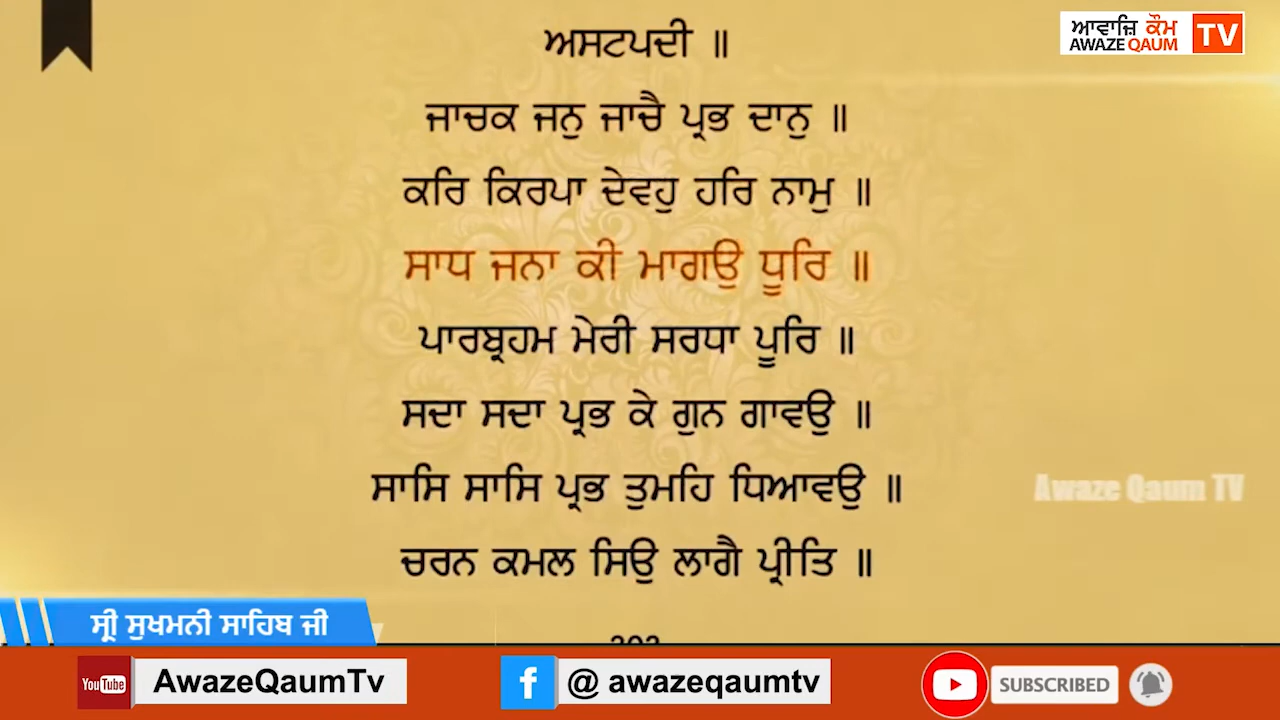 ਆਵਾਜ਼ਿ ਕੌਮ
AWAZE QAUM TV
ਅਸਟਪਦੀ ॥
ਜਾਚਕ ਜਨੁ ਜਾਚੈ ਪ੍ਰਭ ਦਾਨੁ ॥
ਕਰਿ ਕਿਰਪਾ ਦੇਵਹੁ ਹਰਿ ਨਾਮੁ ॥
ਸਾਧ ਜਨਾ ਕੀ ਮਾਗਉ ਧੂਰਿ ॥
ਪਾਰਬ੍ਰਹਮ ਮੇਰੀ ਸਰਧਾ ਪੂਰਿ ॥
ਸਦਾ ਸਦਾ ਪ੍ਰਭ ਕੇ ਗੁਨ ਗਾਵਉ ॥
ਸਾਸਿ ਸਾਸਿ ਪ੍ਰਭ ਤੁਮਹਿ ਧਿਆਵਉ ॥
Awaze Qaum TV
ਚਰਨ ਕਮਲ ਸਿਉ ਲਾਗੈ ਪ੍ਰੀਤਿ ॥
ਸ੍ਰੀ ਸੁਖਮਨੀ ਸਾਹਿਬ ਜੀ
YouTube AwazeQaumTv
f @ awazeqaumtv
SUBSCRIBED